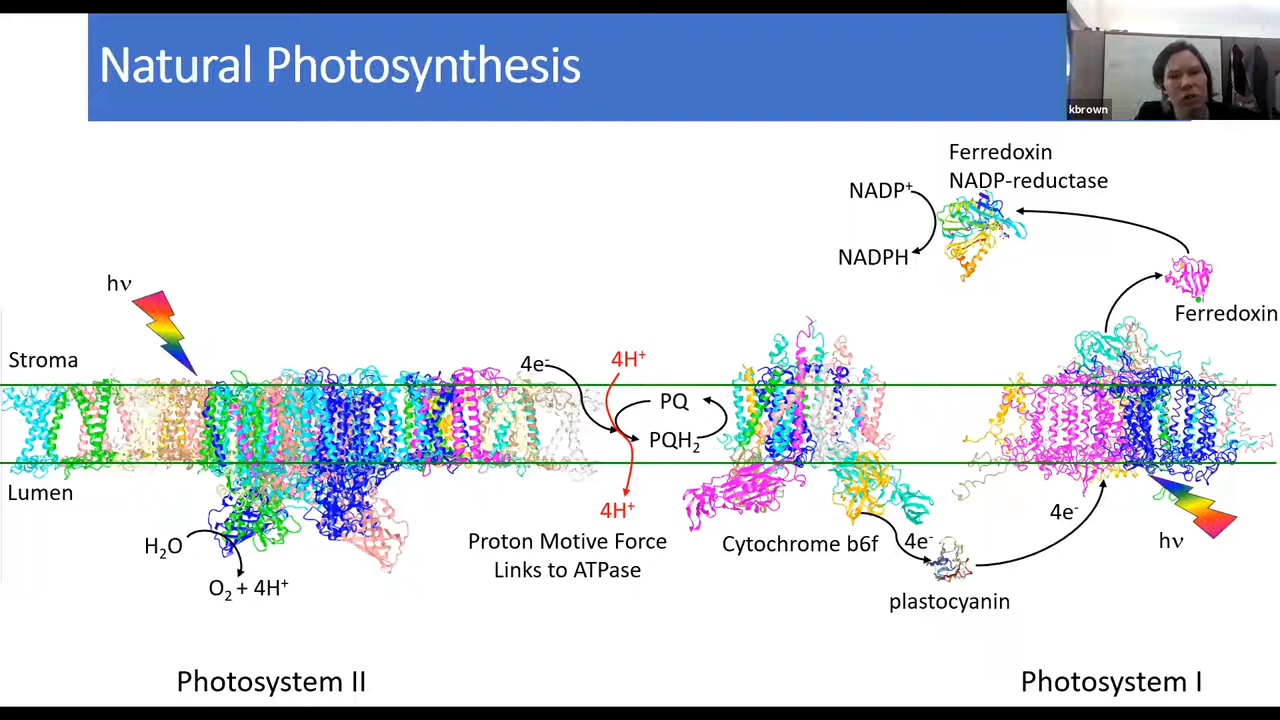 Natural Photosynthesis
kbrown
Ferredoxin
NADP-reductase
NADP⁺
NADPH
Ferredoxin
hν
Stroma
4e⁻
4H⁺
PQ
PQH₂
Lumen
4H⁺
H₂O
O₂ + 4H⁺
Proton Motive Force
Links to ATPase
Cytochrome b6f
4e⁻
4e⁻
hν
plastocyanin
Photosystem II
Photosystem I